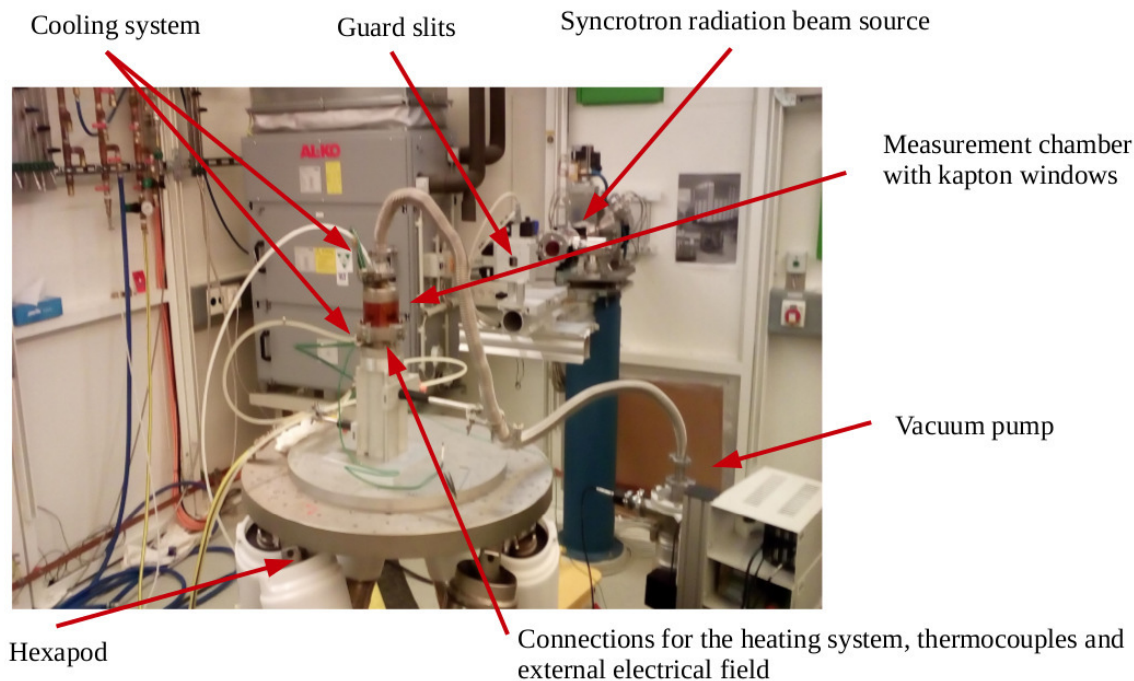 Cooling system
Guard slits
Syncrotron radiation beam source
Measurement chamber
with kapton windows
AL-KO
Vacuum pump
Hexapod
Connections for the heating system, thermocouples and
external electrical field